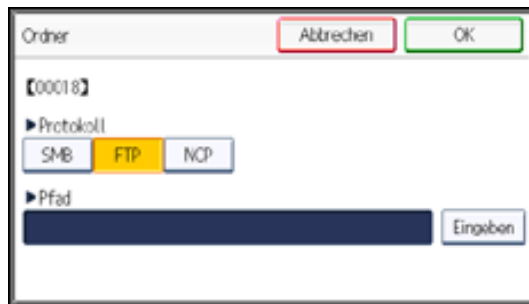 Ordner Abbrechen OK
【00018】
▶Protokoll
SMB FTP NCP
▶Pfad
Eingeben